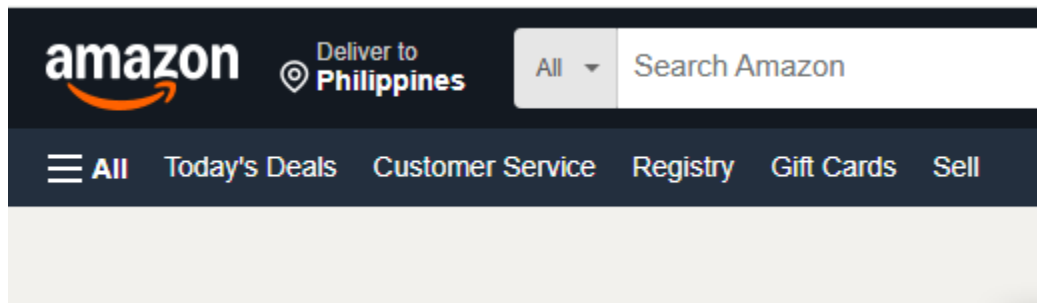 amazon
Deliver to
Philippines
All
Search Amazon
All Today's Deals Customer Service Registry Gift Cards Sell